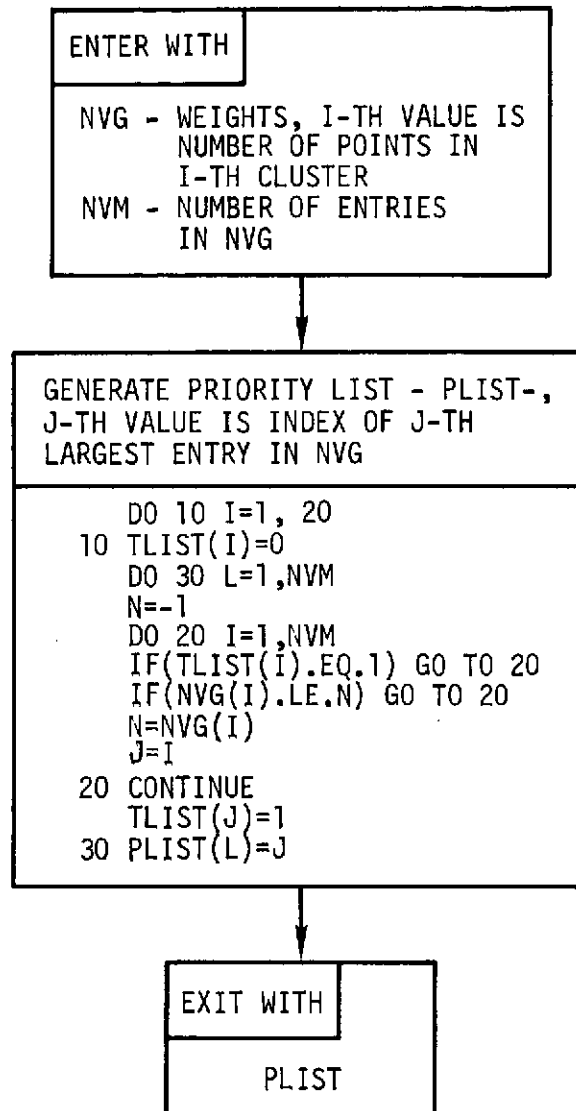 ENTER WITH
NVG - WEIGHTS, I-TH VALUE IS
NUMBER OF POINTS IN
I-TH CLUSTER
NVM - NUMBER OF ENTRIES
IN NVG
GENERATE PRIORITY LIST - PLIST-,
J-TH VALUE IS INDEX OF J-TH
LARGEST ENTRY IN NVG
DO 10 I=1, 20
10 TLIST(I)=0
DO 30 L=1,NVM
N=-1
DO 20 I=1,NVM
IF(TLIST(I).EQ.1) GO TO 20
IF(NVG(I).LE.N) GO TO 20
N=NVG(I)
J=I
20 CONTINUE
TLIST(J)=1
30 PLIST(L)=J
EXIT WITH
PLIST